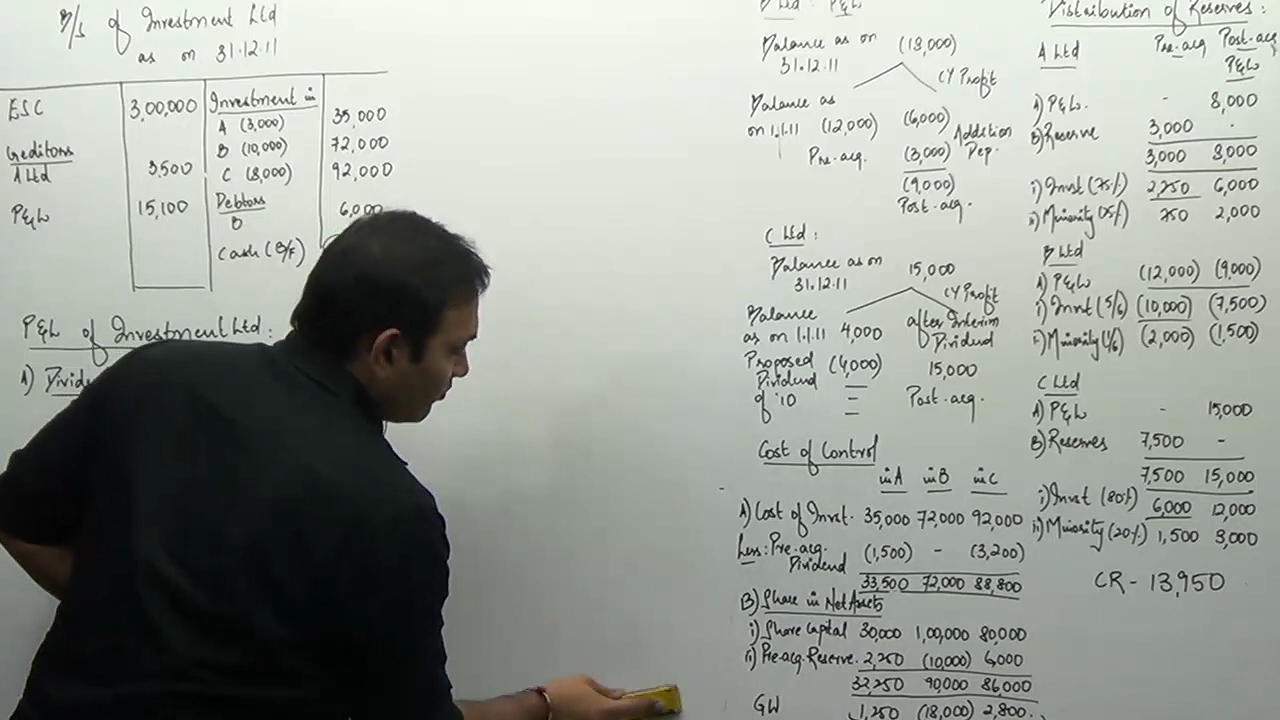 B/S of Investment Ltd
as on 31.12.11
ESC 3,00,000 Investment in
A (3,000) 35,000
B (10,000) 72,000
Creditors
A Ltd 3,500 C (8,000) 92,000
P&L 15,100 Debtors
B 6,000
Cash (B/F)
P&L of Investment Ltd:
A)
B Ltd: P&L
Balance as on (18,000)
31.12.11
CY Profit
Balance as
on 1.1.11 (12,000) (6,000)
Pre-acq. (3,000) Addition
Dep.
(9,000)
Post-acq.
C Ltd:
Balance as on 15,000
31.12.11
CY Profit
Balance
as on 1.1.11 4,000 after Interim
Dividend
Proposed (4,000) 15,000
Dividend
of '10 Post-acq.
Cost of Control
in A in B in C
A) Cost of Invst. 35,000 72,000 92,000
Less: Pre-acq. (1,500) - (3,200)
Dividend
33,500 72,000 88,800
B) Share in Net Assets
i) Share Capital 30,000 1,00,000 80,000
ii) Pre-acq. Reserve. 2,250 (10,000) 6,000
32,250 90,000 86,000
GW 1,250 (18,000) 2,800
Distribution of Reserves:
A Ltd Pre-acq Post-acq
P&L
A) P&L. - 8,000
B) Reserve 3,000 -
3,000 8,000
i) Invst (75%) 2,250 6,000
ii) Minority (25%) 750 2,000
B Ltd
A) P&L (12,000) (9,000)
i) Invst (5/6) (10,000) (7,500)
ii) Minority (1/6) (2,000) (1,500)
C Ltd
A) P&L - 15,000
B) Reserves 7,500 -
7,500 15,000
i) Invst (80%) 6,000 12,000
ii) Minority (20%) 1,500 3,000
CR - 13,950